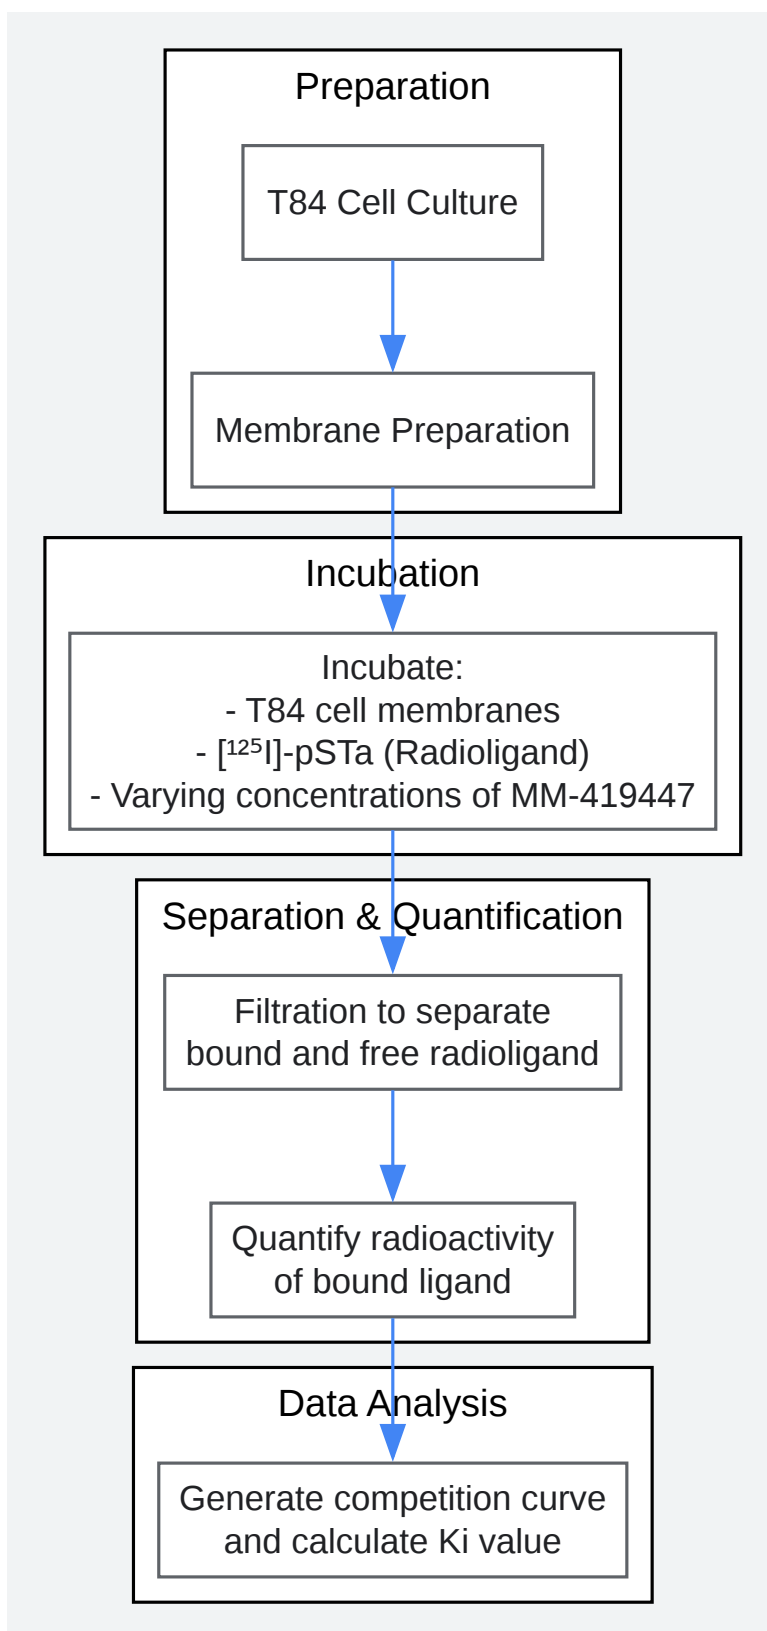 Preparation
T84 Cell Culture
Membrane Preparation
Incubation
Incubate:
- T84 cell membranes
- [¹²⁵I]-pSTa (Radioligand)
- Varying concentrations of MM-419447
Separation & Quantification
Filtration to separate
bound and free radioligand
Quantify radioactivity
of bound ligand
Data Analysis
Generate competition curve
and calculate Ki value